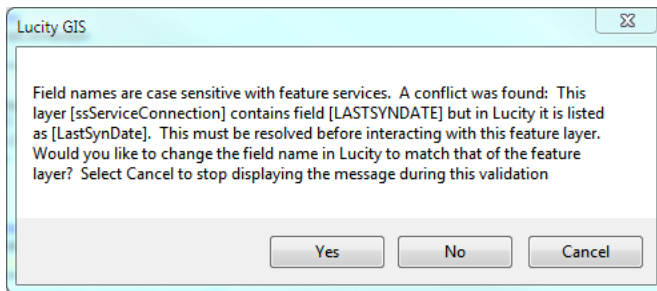 Lucity GIS
Field names are case sensitive with feature services.  A conflict was found:  This
layer [ssServiceConnection] contains field [LASTSYNDATE] but in Lucity it is listed
as [LastSynDate].  This must be resolved before interacting with this feature layer.
Would you like to change the field name in Lucity to match that of the feature
layer?  Select Cancel to stop displaying the message during this validation
Yes No Cancel